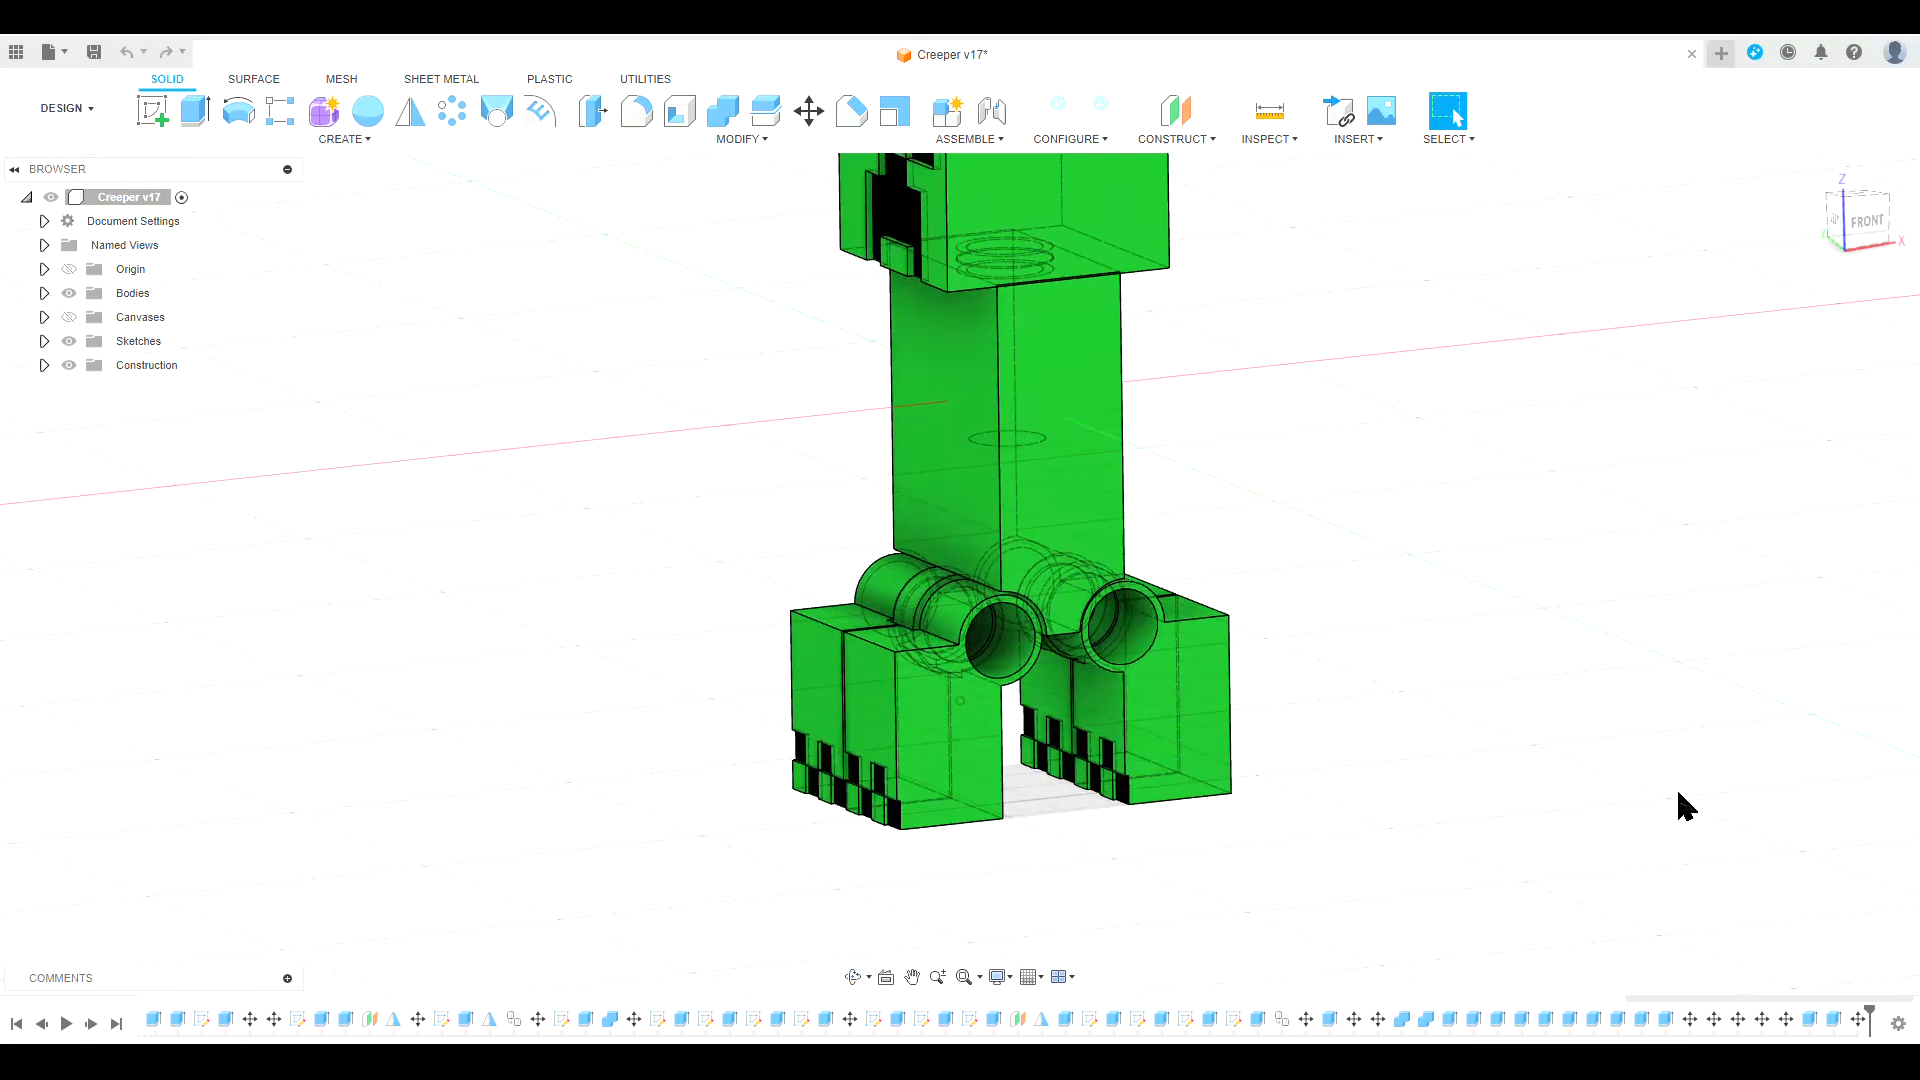 Creeper v17*
SOLID SURFACE MESH SHEET METAL PLASTIC UTILITIES
DESIGN
CREATE MODIFY ASSEMBLE CONFIGURE CONSTRUCT INSPECT INSERT SELECT
BROWSER
Creeper v17
Document Settings
Named Views
Origin
Bodies
Canvases
Sketches
Construction
Z
FRONT
X
COMMENTS